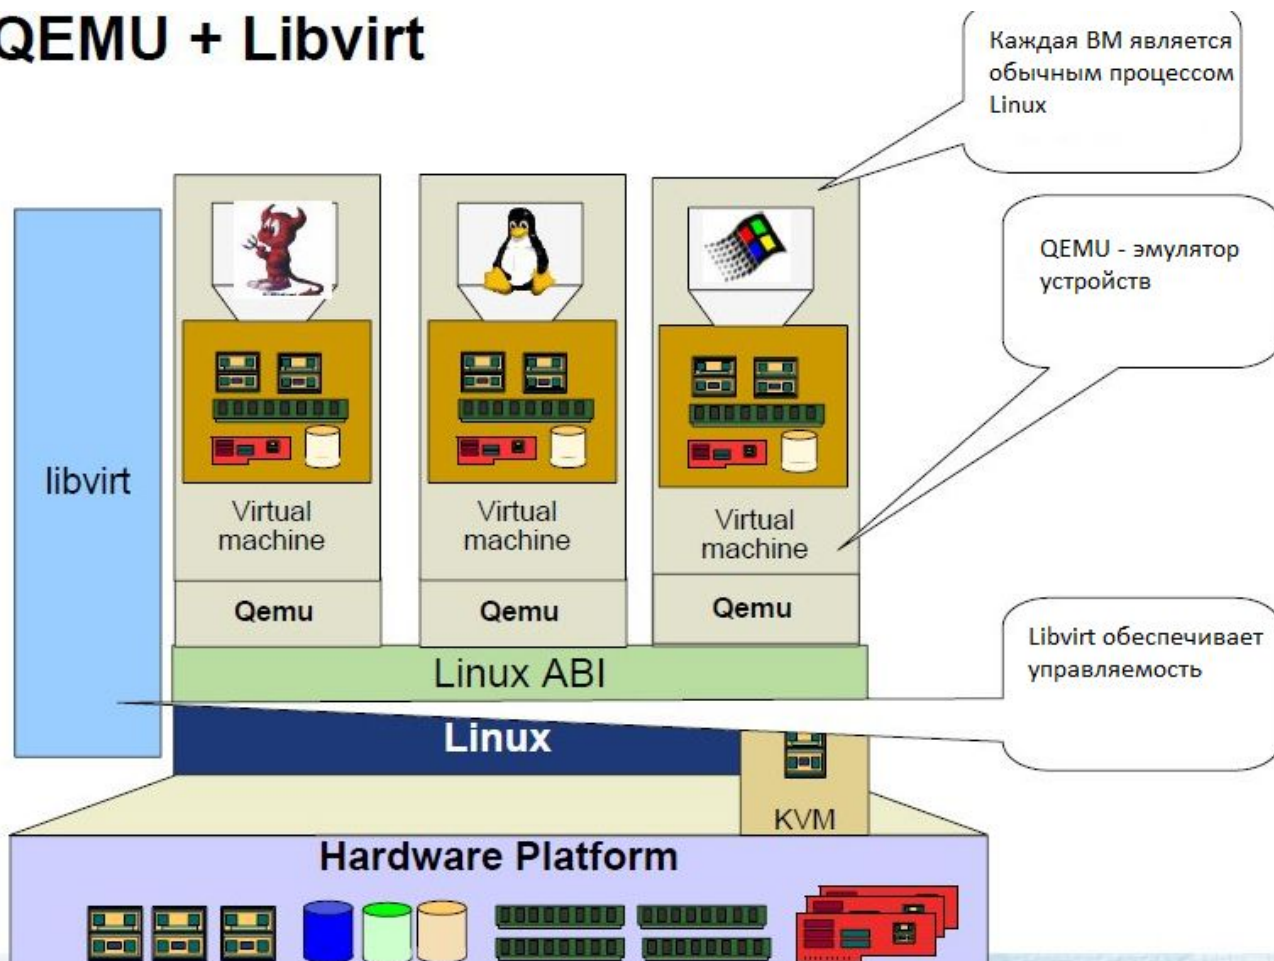 QEMU + Libvirt
Каждая ВМ является
обычным процессом
Linux
QEMU - эмулятор
устройств
libvirt
Virtual
machine
Virtual
machine
Virtual
machine
Qemu
Qemu
Qemu
Libvirt обеспечивает
управляемость
Linux ABI
Linux
KVM
Hardware Platform